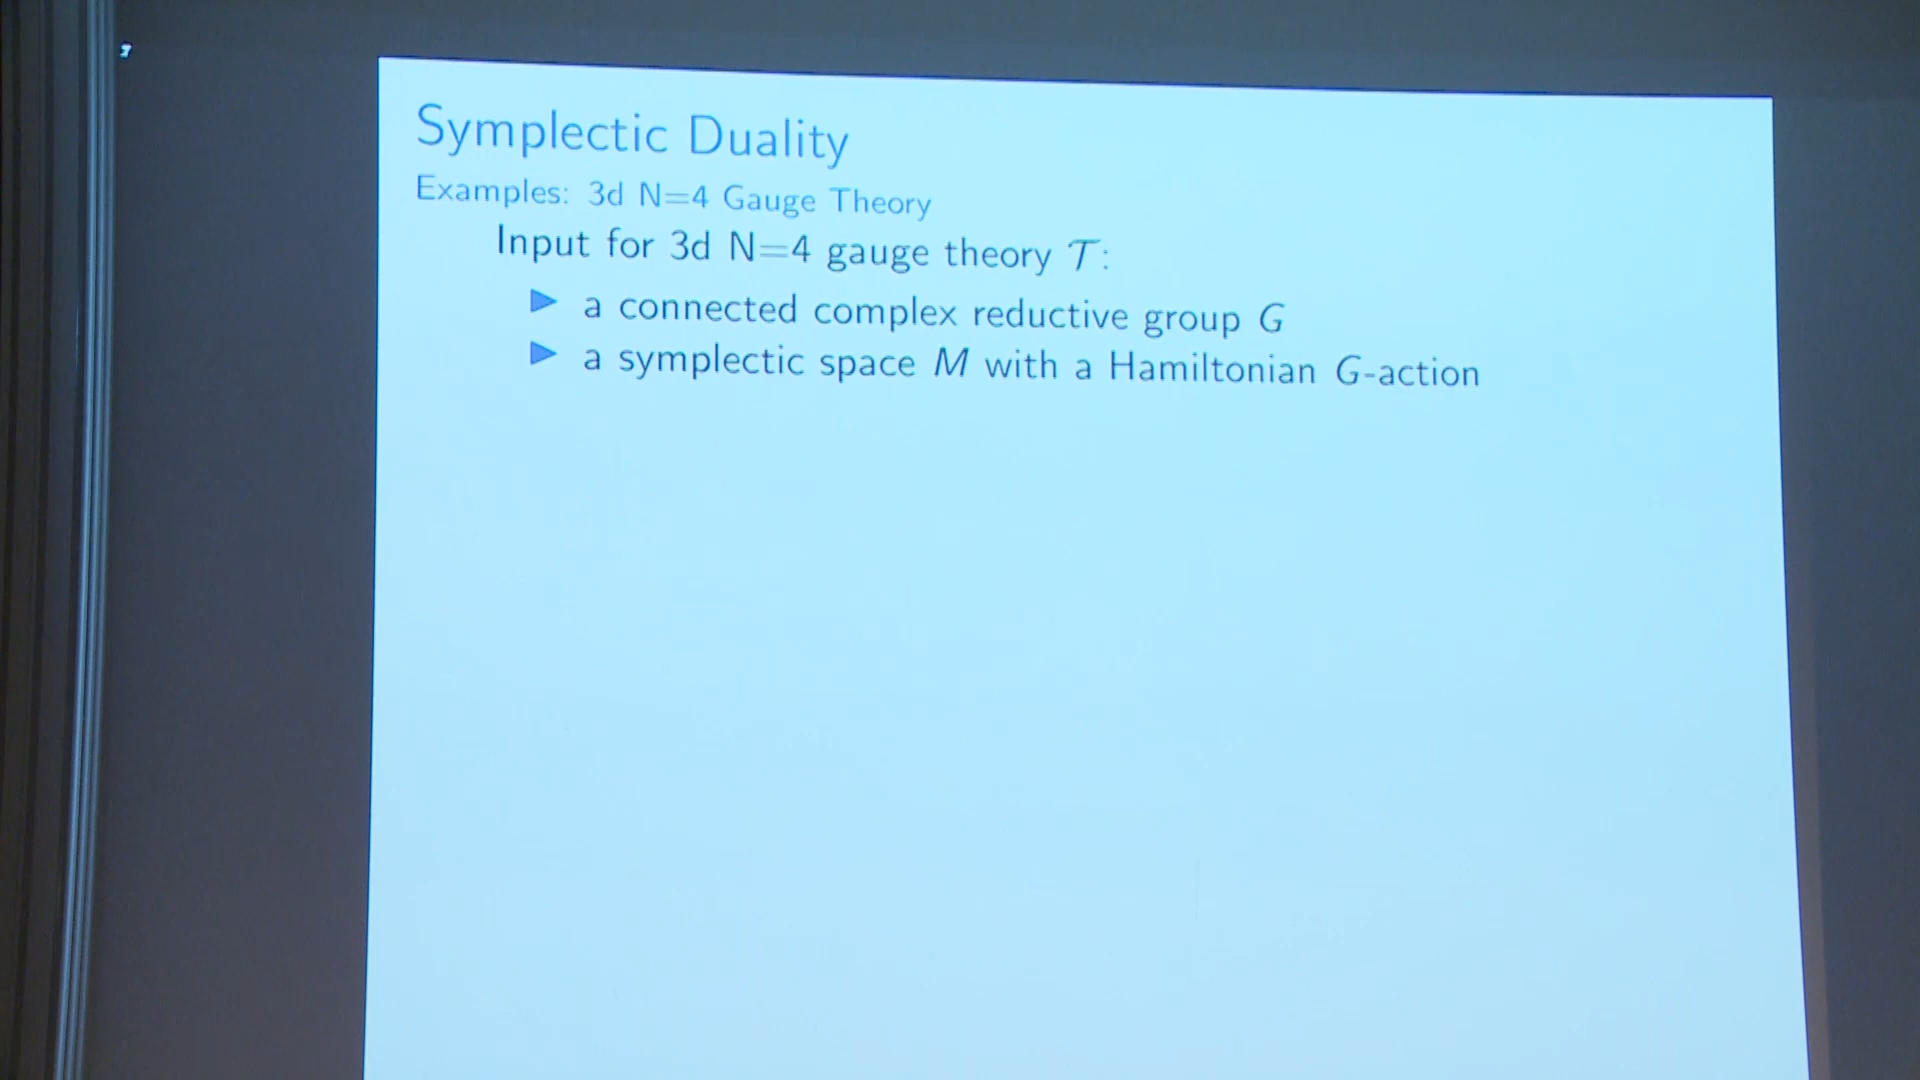 Symplectic Duality
Examples: 3d N=4 Gauge Theory
Input for 3d N=4 gauge theory 𝒯:
▶ a connected complex reductive group G
▶ a symplectic space M with a Hamiltonian G-action